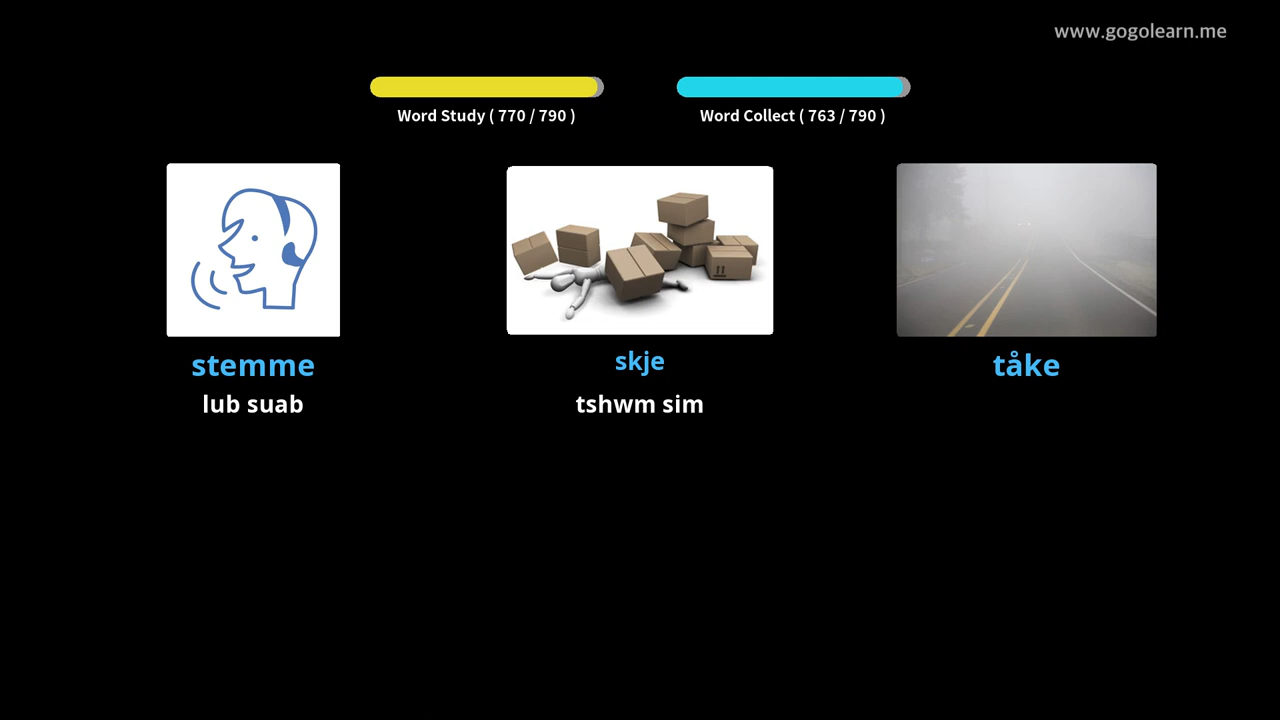 www.gogolearn.me
Word Study ( 770 / 790 )
Word Collect ( 763 / 790 )
stemme
skje
tåke
lub suab
tshwm sim